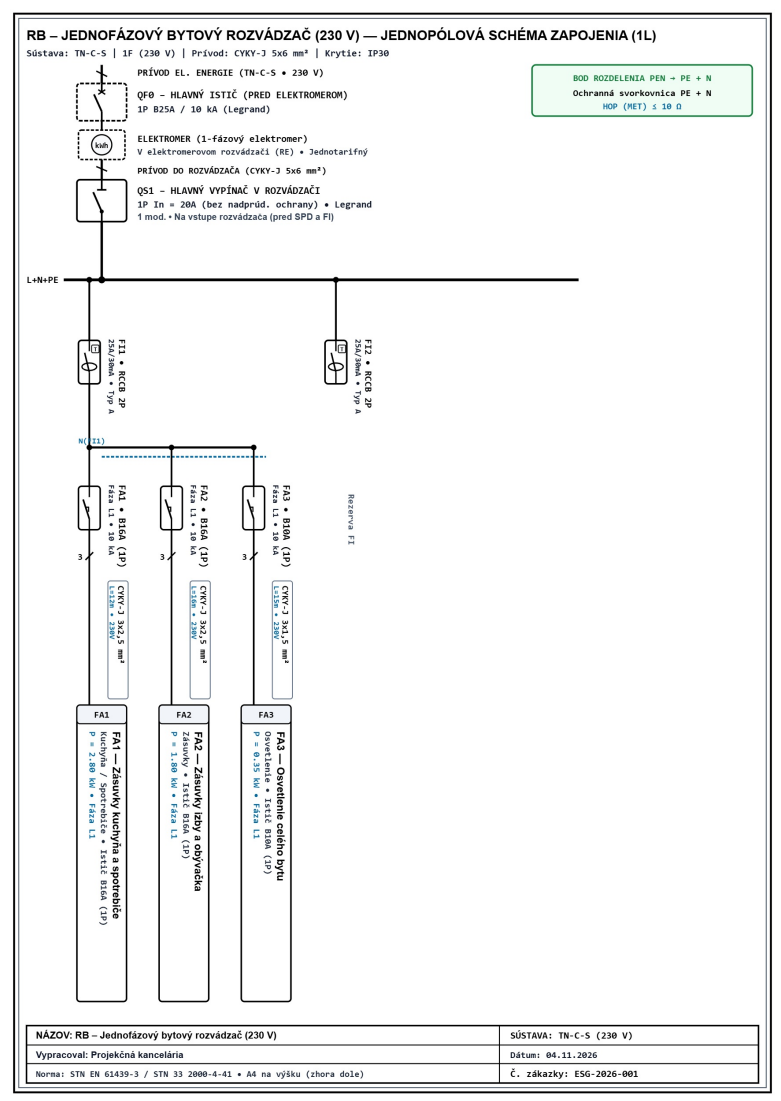 RB – JEDNOFÁZOVÝ BYTOVÝ ROZVÁDZAČ (230 V) — JEDNOPÓLOVÁ SCHÉMA ZAPOJENIA (1L)
Sústava: TN-C-S | 1F (230 V) | Prívod: CYKY-J 5x6 mm² | Krytie: IP30
PRÍVOD EL. ENERGIE (TN-C-S • 230 V)
QF0 – HLAVNÝ ISTIČ (PRED ELEKTROMEROM)
1P B25A / 10 kA (Legrand)
BOD ROZDELENIA PEN → PE + N
Ochranná svorkovnica PE + N
HOP (MET) ≤ 10 Ω
kWh
ELEKTROMER (1-fázový elektromer)
V elektromerovom rozvádzači (RE) • Jednotarifný
PRÍVOD DO ROZVÁDZAČA (CYKY-J 5x6 mm²)
QS1 – HLAVNÝ VYPÍNAČ V ROZVÁDZAČI
1P In = 20A (bez nadprúd. ochrany) • Legrand
1 mod. • Na vstupe rozvádzača (pred SPD a FI)
L+N+PE
T
FI1 • RCCB 2P
25A/30mA • Typ A
T
FI2 • RCCB 2P
25A/30mA • Typ A
N(FI1)
FA1 • B16A (1P)
Fáza L1 • 10 kA
FA2 • B16A (1P)
Fáza L1 • 10 kA
FA3 • B10A (1P)
Fáza L1 • 10 kA
Rezerva FI
3
3
3
CYKY-J 3x2,5 mm²
L=12m • 230V
CYKY-J 3x2,5 mm²
L=16m • 230V
CYKY-J 3x1,5 mm²
L=15m • 230V
FA1
FA1 — Zásuvky kuchyňa a spotrebiče
Kuchyňa / Spotrebiče • Istič B16A (1P)
P = 2.80 kW • Fáza L1
FA2
FA2 — Zásuvky izby a obývačka
Zásuvky • Istič B16A (1P)
P = 1.80 kW • Fáza L1
FA3
FA3 — Osvetlenie celého bytu
Osvetlenie • Istič B10A (1P)
P = 0.35 kW • Fáza L1
NÁZOV: RB – Jednofázový bytový rozvádzač (230 V)
SÚSTAVA: TN-C-S (230 V)
Vypracoval: Projekčná kancelária
Dátum: 04.11.2026
Norma: STN EN 61439-3 / STN 33 2000-4-41 • A4 na výšku (zhora dole)
Č. zákazky: ESG-2026-001